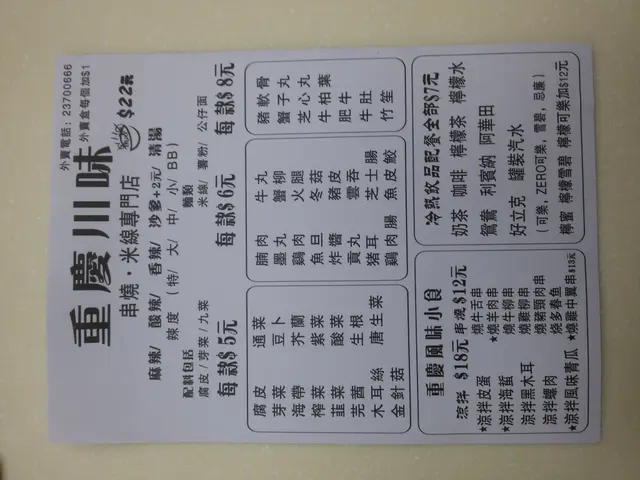 外賣電話：23700666
外賣盒每個加$1
重慶川味
串燒・米線專門店
$22元
麻辣/ 酸辣/ 香辣/ 沙爹+2元/ 清湯
辣度（特/ 大/ 中/ 小/ BB）
配料包括
腐皮/芽菜/九菜
麵類
米線/ 薯粉/ 公仔面
每款$5元
腐皮 通菜
芽菜 豆卜
海帶 芥蘭
榨菜 紫菜
韭菜 酸菜
芫茜 生根
木耳絲 唐生菜
金針菇
每款$6元
腩肉 牛丸
墨丸 蟹柳
鷄肉 火腿
魚旦 冬菇
炸醬 豬皮
貢丸 雲吞
猪耳 芝士腸
鷄肉腸 魚皮餃
每款$8元
豬軟骨
蟹子丸
芝心丸
牛柏葉
肥牛
牛肚
竹笙
重慶風味小食
涼拌 $18元
★涼拌皮蛋
★涼拌海蜇
涼拌黑木耳
涼拌螺肉
★涼拌風味青瓜
串燒 $12元
燒牛舌串
★燒羊肉串
燒牛柳串
燒雞柳串
燒豬頸肉串
燒多春魚
★燒雞中翼串$13元
冷熱飲品配餐全部$7元
奶茶 咖啡 檸檬茶 檸檬水
鴛鴦 利賓納 阿華田
好立克 罐裝汽水
（可樂，ZERO可樂，雪碧，忌廉）
檸蜜 檸檬雪碧 檸檬可樂加$12元